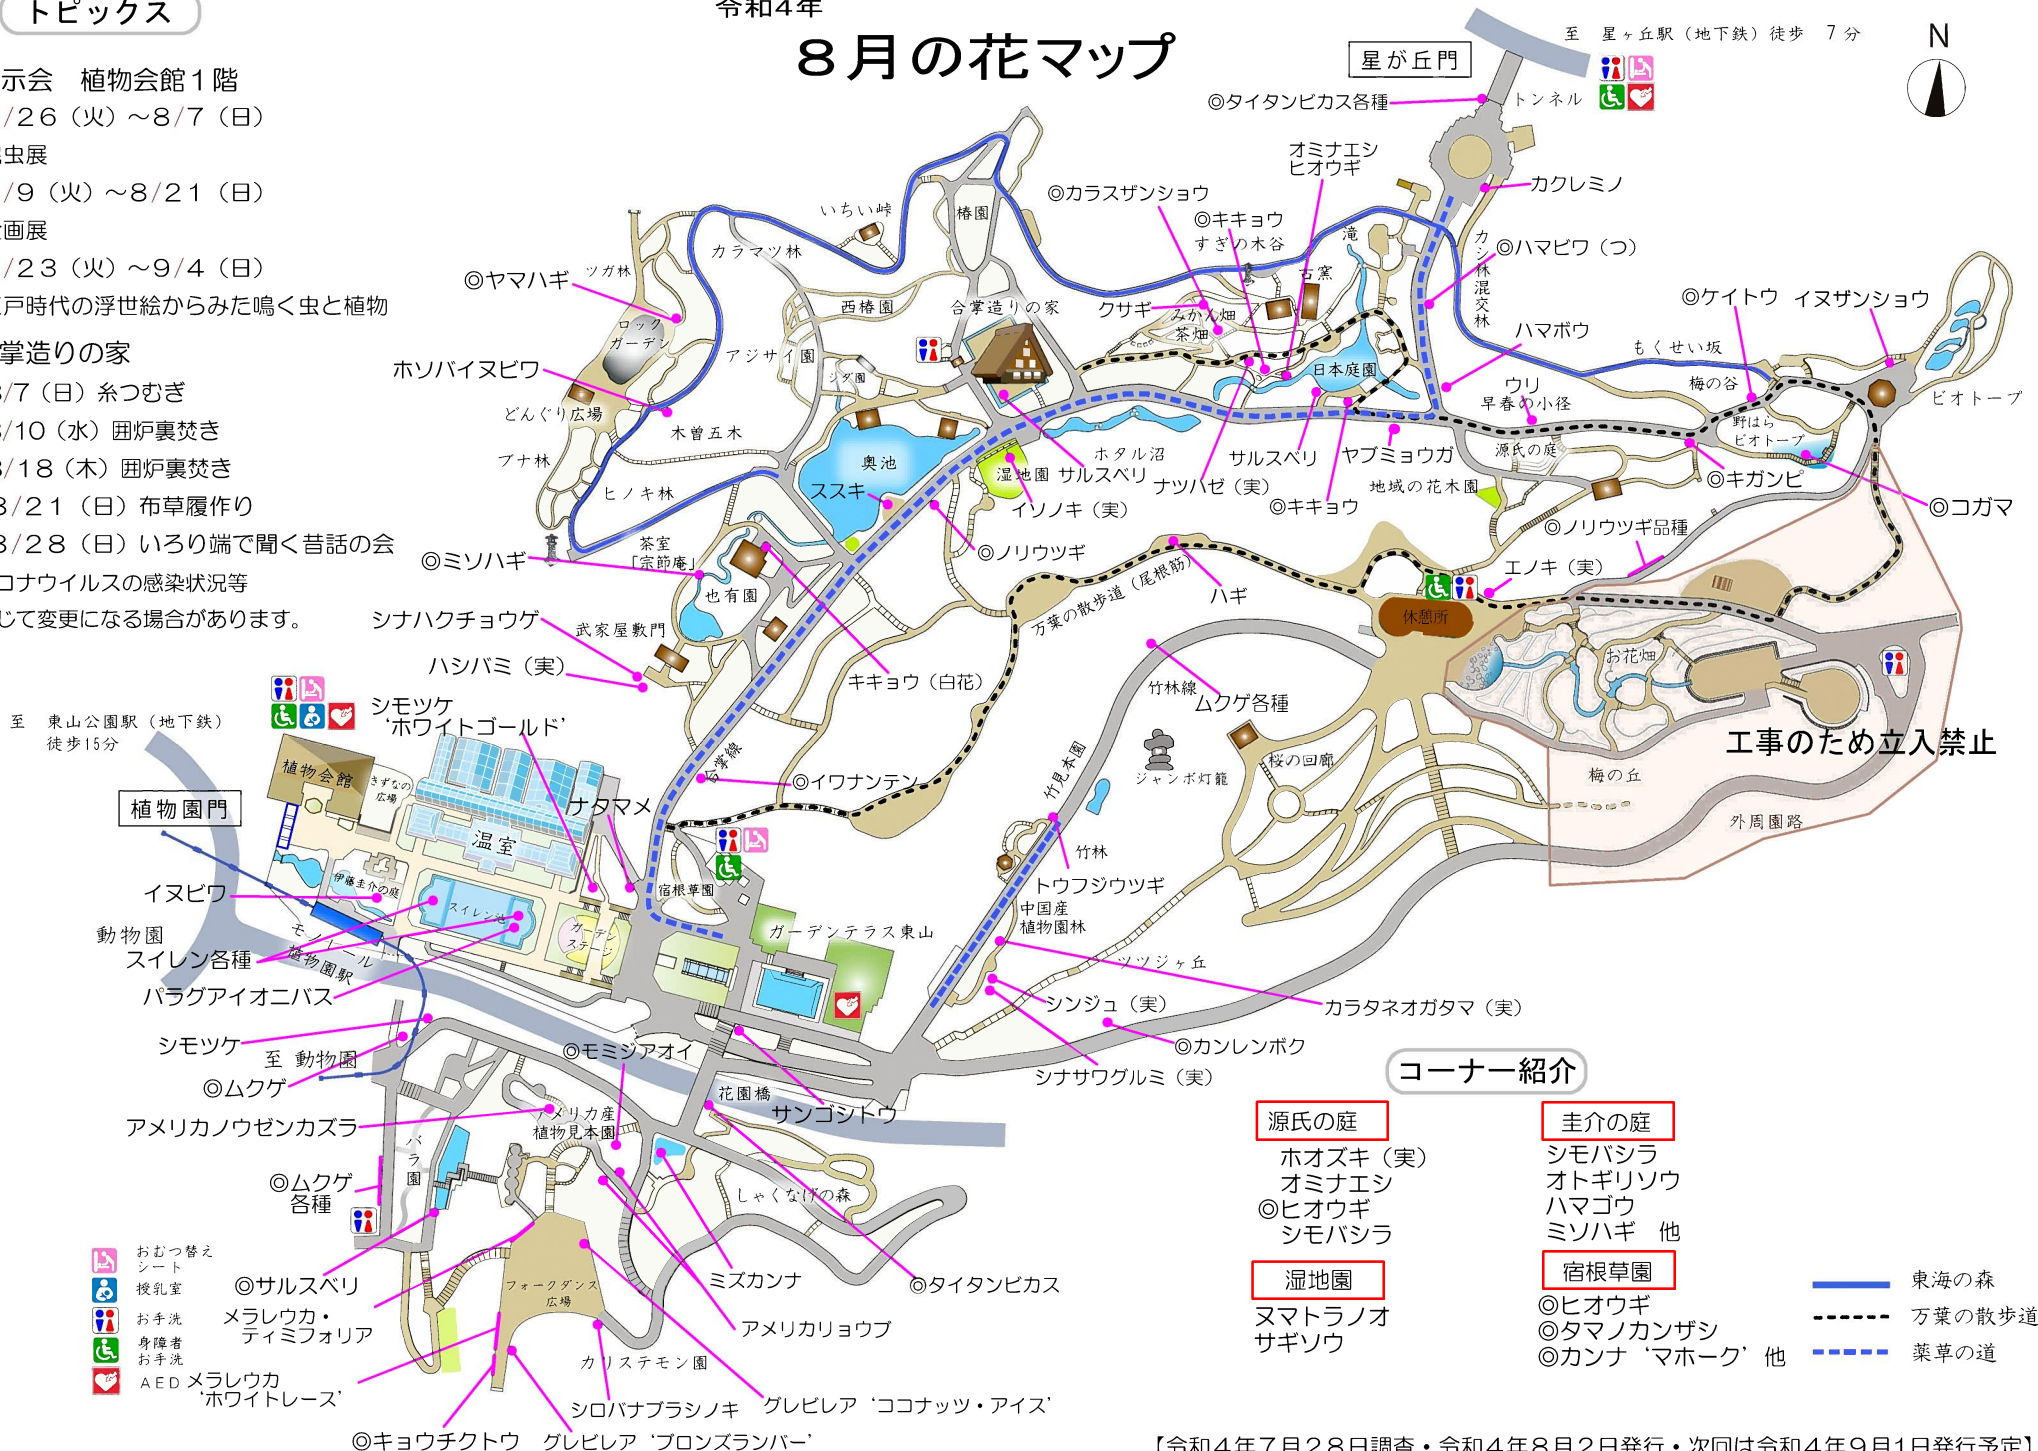 トピックス
令和4年
8月の花マップ
示会 植物会館1階
/26(火)~8/7(日)
虫展
/9(火)~8/21(日)
画展
/23(火)~9/4(日)
戸時代の浮世絵からみた鳴く虫と植物
掌造りの家
8/7(日)糸つむぎ
8/10(水)囲炉裏焚き
8/18(木)囲炉裏焚き
8/21(日)布草履作り
8/28(日)いろり端で聞く昔話の会
ロナウイルスの感染状況等
じて変更になる場合があります。
星が丘門
至 星ヶ丘駅(地下鉄)徒歩 7分
N
トンネル
◎タイタンビカス各種
オミナエシ
ヒオウギ
カクレミノ
◎カラスザンショウ
◎キキョウ
すぎの木谷
滝
古窯
カシ林混交林
◎ハマビワ(つ)
いちい峠
椿園
カラマツ林
ツガ林
◎ヤマハギ
西椿園
合掌造りの家
クサギ
みかん畑
茶畑
◎ケイトウ
イヌザンショウ
ハマボウ
もくせい坂
ロック
ガーデン
アジサイ園
シダ園
日本庭園
梅の谷
ビオトープ
ホソバイヌビワ
どんぐり広場
木曽五木
ウリ
早春の小径
野はら
ビオトープ
ブナ林
ヒノキ林
奥池
ススキ
湿地園
ホタル沼
サルスベリ
ナツハゼ(実)
サルスベリ
ヤブミョウガ
源氏の庭
地域の花木園
◎キガンピ
◎コガマ
イソノキ(実)
◎キキョウ
◎ノリウツギ品種
◎ノリウツギ
茶室
「宗節庵」
◎ミソハギ
エノキ(実)
也有園
万葉の散歩道(尾根筋)
ハギ
休憩所
シナハクチョウゲ
武家屋敷門
ハシバミ(実)
キキョウ(白花)
お花畑
竹林線
ムクゲ各種
シモツケ
‘ホワイトゴールド’
至 東山公園駅(地下鉄)
徒歩15分
工事のため立入禁止
植物会館
きずなの
広場
合掌線
◎イワナンテン
竹見本園
ジャンボ灯籠
桜の回廊
梅の丘
植物園門
ナタマメ
温室
外周園路
竹林
イヌビワ
伊藤圭介の庭
スイレン池
宿根草園
トウフジウツギ
中国産
植物園林
動物園
スイレン各種
ガーデン
ステージ
ガーデンテラス東山
モノレール
植物園駅
ツツジヶ丘
パラグアイオニバス
シンジュ(実)
カラタネオガタマ(実)
シモツケ
至 動物園
◎モミジアオイ
◎カンレンボク
◎ムクゲ
シナサワグルミ(実)
花園橋
サンゴシトウ
アメリカノウゼンカズラ
アメリカ産
植物見本園
バラ園
◎ムクゲ
各種
しゃくなげの森
◎サルスベリ
ミズカンナ
◎タイタンビカス
メラレウカ・
ティミフォリア
フォークダンス
広場
アメリカリョウブ
カリステモン園
メラレウカ
‘ホワイトレース’
シロバナブラシノキ
グレビレア ‘ココナッツ・アイス’
◎キョウチクトウ
グレビレア ‘ブロンズランバー’
おむつ替え
シート
授乳室
お手洗
身障者
お手洗
AED
コーナー紹介
源氏の庭
ホオズキ(実)
オミナエシ
◎ヒオウギ
シモバシラ
圭介の庭
シモバシラ
オトギリソウ
ハマゴウ
ミソハギ 他
湿地園
ヌマトラノオ
サギソウ
宿根草園
◎ヒオウギ
◎タマノカンザシ
◎カンナ ‘マホーク’ 他
東海の森
万葉の散歩道
薬草の道
【令和4年7月28日調査・令和4年8月2日発行・次回は令和4年9月1日発行予定】